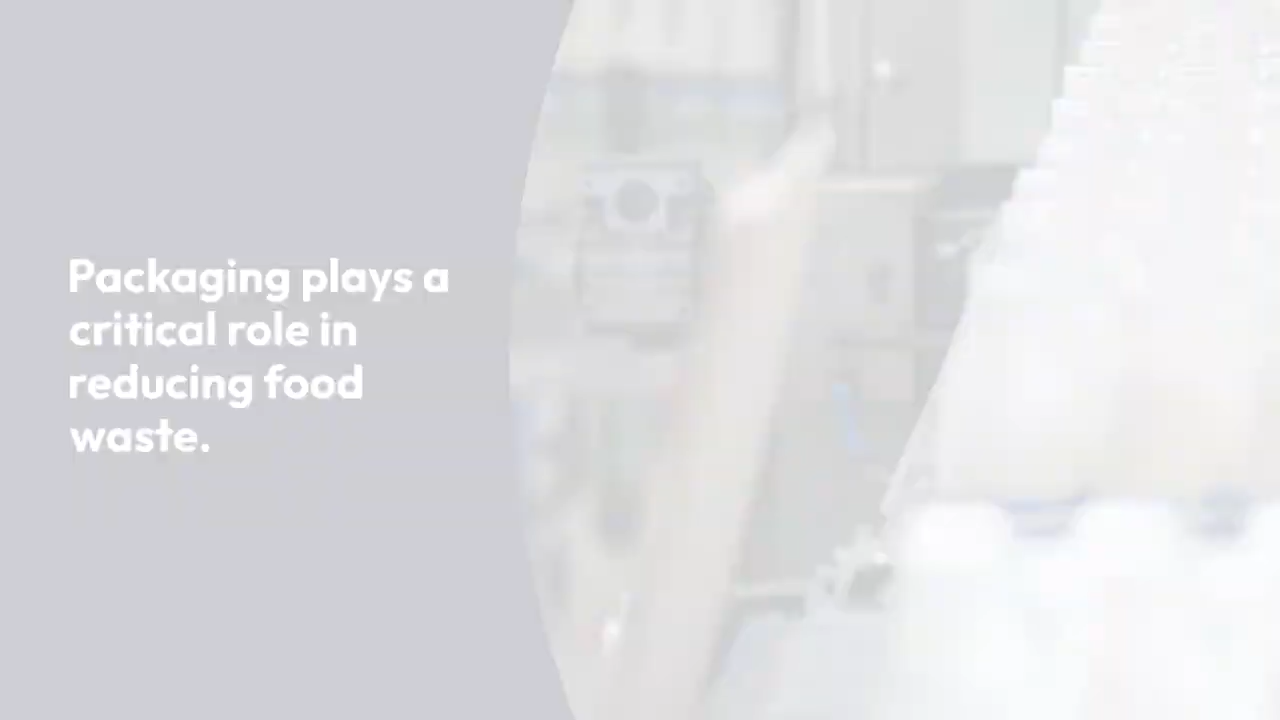 Packaging plays a
critical role in
reducing food
waste.